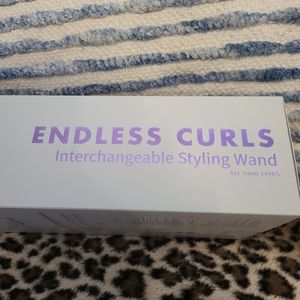 ENDLESS CURLS
Interchangeable Styling Wand
ALL HAIR TYPES